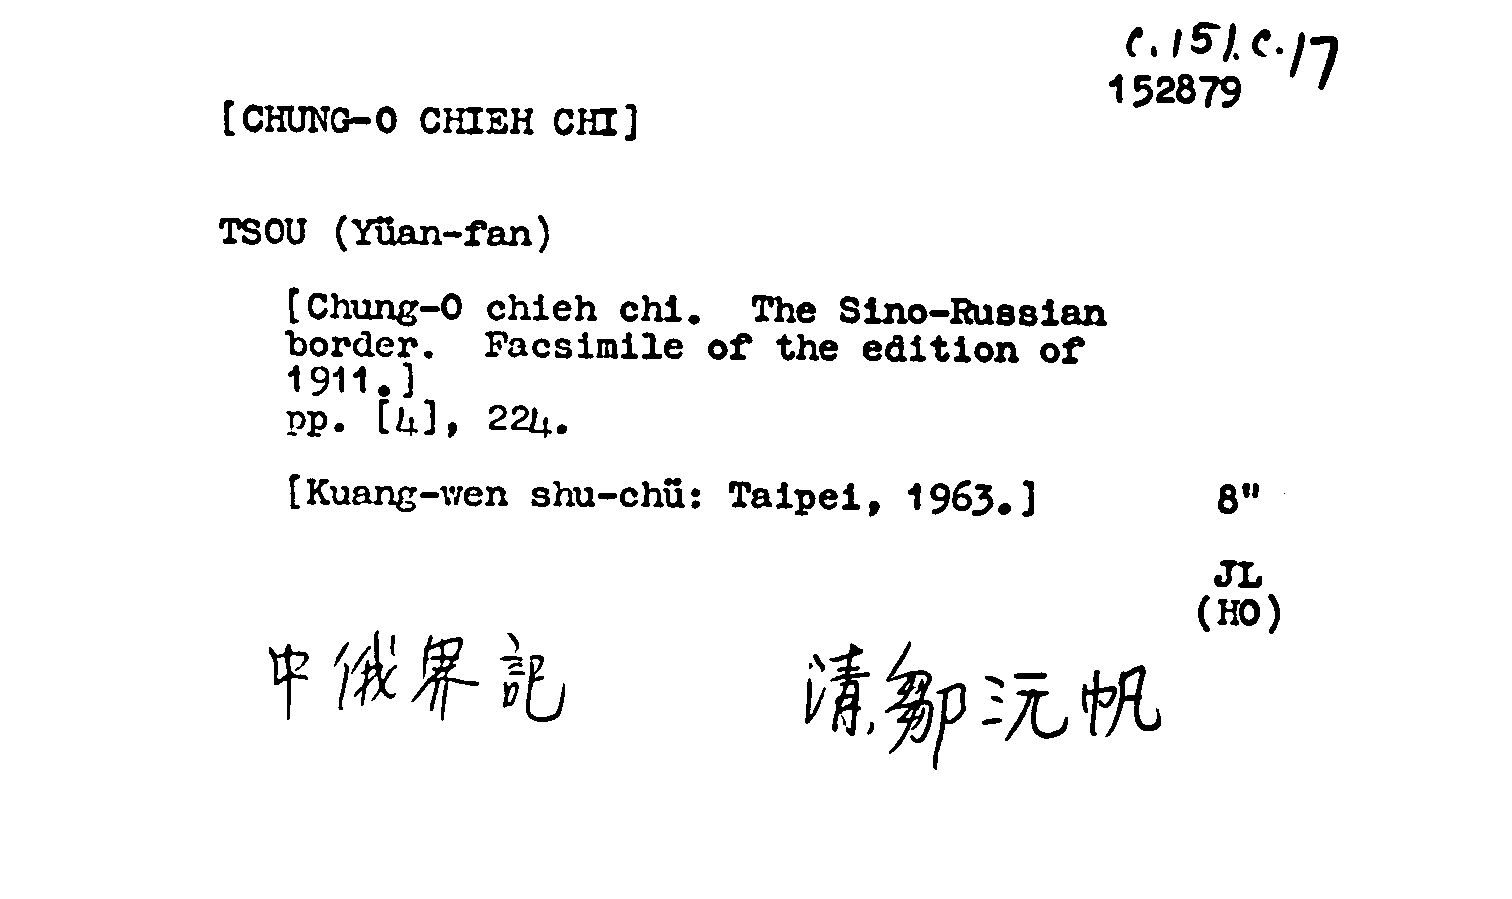 c.151.c.17
152879
[CHUNG-O CHIEH CHI]
TSOU (Yüan-fan)
[Chung-O chieh chi. The Sino-Russian
border. Facsimile of the edition of
1911.]
pp. [4], 224.
[Kuang-wen shu-chü: Taipei, 1963.] 8"
JL
(HO)
中俄界記 清,鄒沅帆